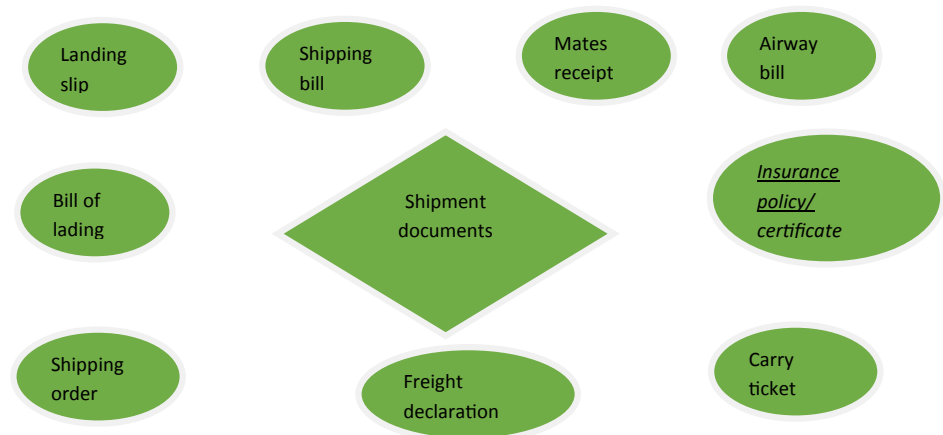 Landing
slip
Shipping
bill
Mates
receipt
Airway
bill
Bill of
lading
Shipment
documents
Insurance
policy/
certificate
Shipping
order
Freight
declaration
Carry
ticket